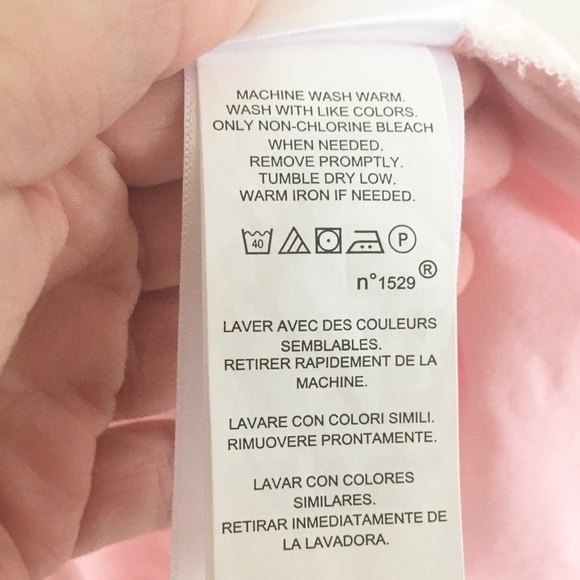 MACHINE WASH WARM.
WASH WITH LIKE COLORS.
ONLY NON-CHLORINE BLEACH
WHEN NEEDED.
REMOVE PROMPTLY.
TUMBLE DRY LOW.
WARM IRON IF NEEDED.
40 P
n°1529®
LAVER AVEC DES COULEURS
SEMBLABLES.
RETIRER RAPIDEMENT DE LA
MACHINE.
LAVARE CON COLORI SIMILI.
RIMUOVERE PRONTAMENTE.
LAVAR CON COLORES
SIMILARES.
RETIRAR INMEDIATAMENTE DE
LA LAVADORA.